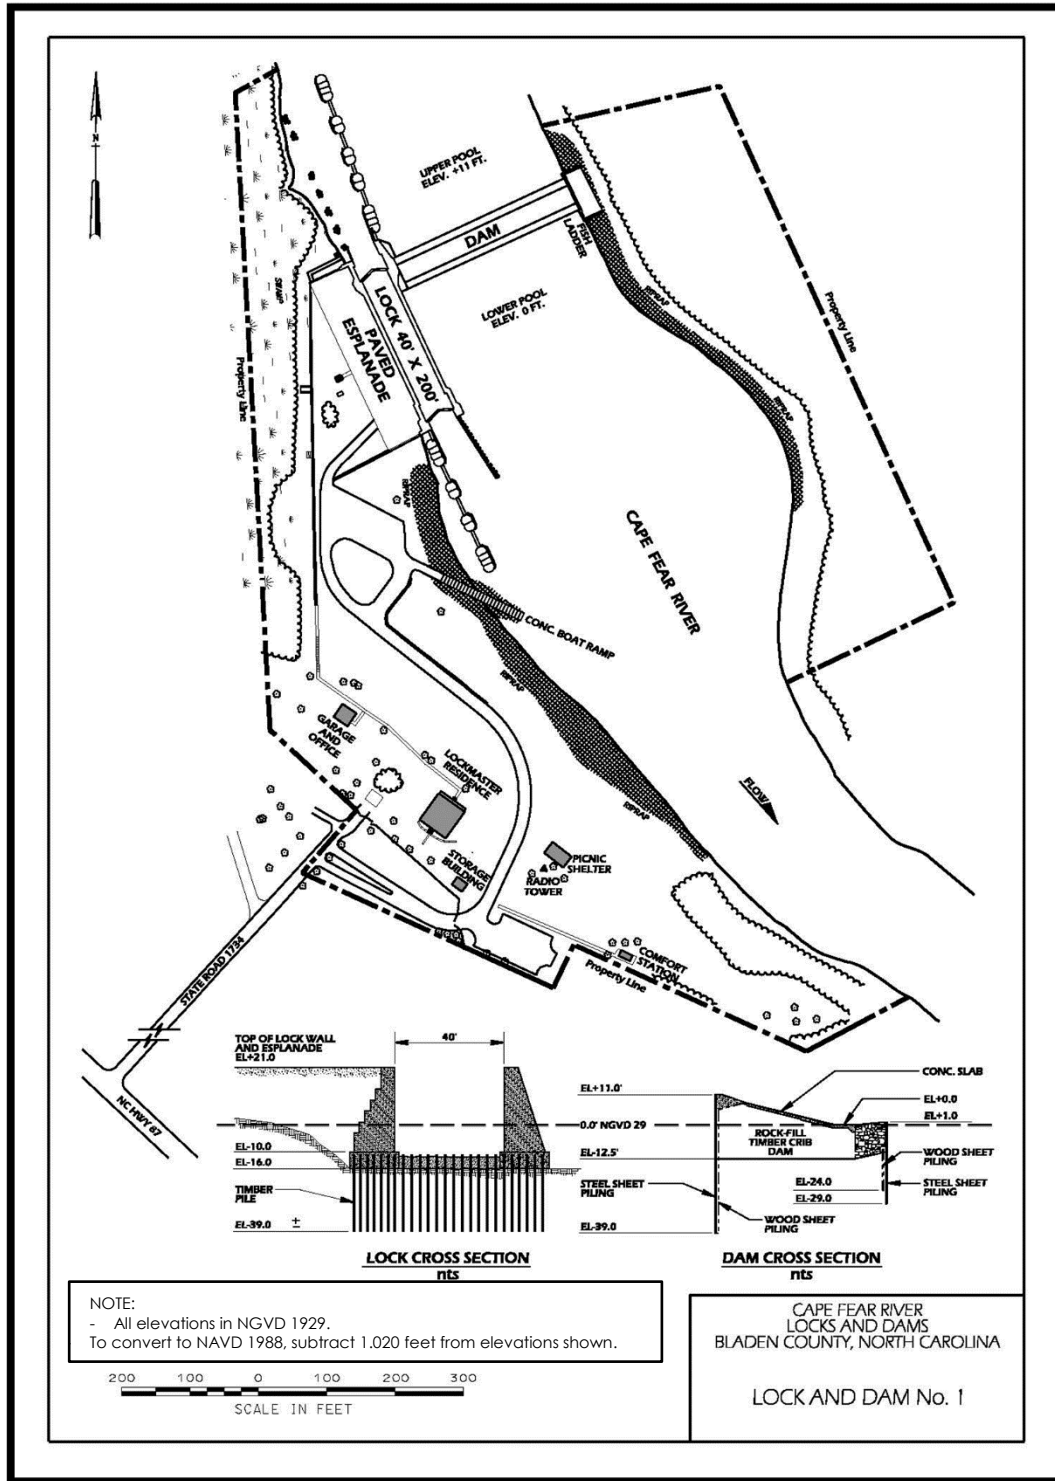 N
UPPER POOL
ELEV. +11 FT.
DAM
FISH
LADDER
LOWER POOL
ELEV. 0 FT.
LOCK 40' X 200'
PAVED
ESPLANADE
SWAMP
Property Line
Property Line
RIPRAP
RIPRAP
RIPRAP
CAPE FEAR RIVER
CONC. BOAT RAMP
RIPRAP
GARAGE
AND
OFFICE
LOCKMASTER
RESIDENCE
FLOW
RIPRAP
STORAGE
BUILDING
PICNIC
SHELTER
RADIO
TOWER
COMFORT
STATION
Property Line
STATE ROAD 1734
NC HWY 87
TOP OF LOCK WALL
AND ESPLANADE
EL+21.0
40'
EL-10.0
EL-16.0
TIMBER
PILE
EL-39.0 ±
LOCK CROSS SECTION
nts
EL+11.0'
0.0' NGVD 29
EL-12.5'
STEEL SHEET
PILING
EL-39.0
WOOD SHEET
PILING
CONC. SLAB
EL+0.0
EL+1.0
ROCK-FILL
TIMBER CRIB
DAM
WOOD SHEET
PILING
EL-24.0
EL-29.0
STEEL SHEET
PILING
DAM CROSS SECTION
nts
NOTE:
- All elevations in NGVD 1929.
To convert to NAVD 1988, subtract 1.020 feet from elevations shown.
200 100 0 100 200 300
SCALE IN FEET
CAPE FEAR RIVER
LOCKS AND DAMS
BLADEN COUNTY, NORTH CAROLINA
LOCK AND DAM No. 1